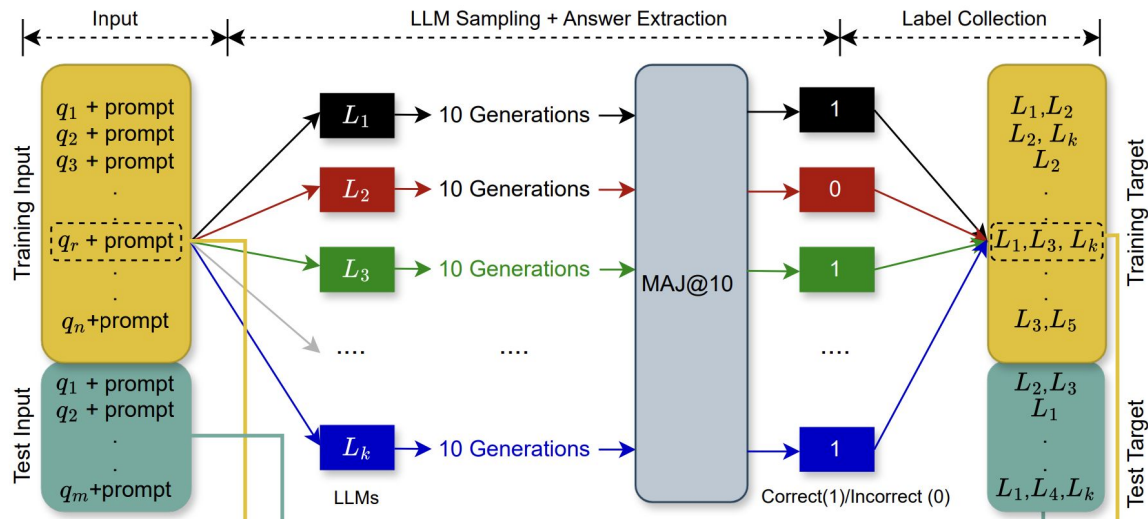 Input
LLM Sampling + Answer Extraction
Label Collection
Training Input
q₁ + prompt
q₂ + prompt
q₃ + prompt
.
.
qᵣ + prompt
.
.
qₙ+prompt
Test Input
q₁ + prompt
q₂ + prompt
.
.
qₘ+prompt
L₁ 10 Generations
L₂ 10 Generations
L₃ 10 Generations
.... ....
Lₖ 10 Generations
LLMs
MAJ@10
1
0
1
....
1
Correct(1)/Incorrect (0)
L₁,L₂
L₂, Lₖ
L₂
.
.
L₁,L₃, Lₖ
.
.
L₃,L₅
Training Target
L₂,L₃
L₁
.
.
L₁,L₄,Lₖ
Test Target